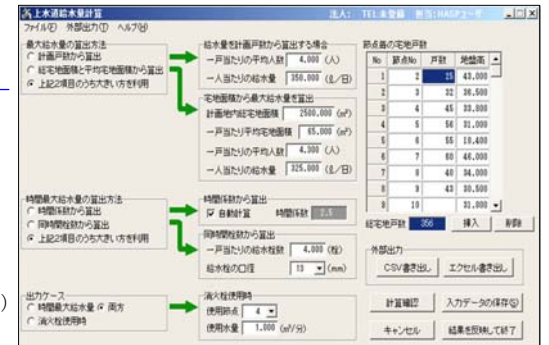 上水道給水量計算
法人: TEL未登録 担当:HASPユーザ
ファイル(F) 外部出力(O) ヘルプ(H)
最大給水量の算出方法
計画戸数から算出
総宅地面積と平均宅地面積から算出
上記2項目のうち大きい方を利用
給水量を計画戸数から算出する場合
一戸当たりの平均人数 4.000 (人)
一人当たりの給水量 350.000 (ℓ/日)
宅地面積から最大給水量を算出
計画地内総宅地面積 2500.000 (m²)
一戸当たり平均宅地面積 65.000 (m²)
一戸当たりの平均人数 4.300 (人)
一人当たりの給水量 325.000 (ℓ/日)
節点毎の宅地戸数
No 節点No 戸数 地盤高
1 2 25 43.000
2 3 32 36.500
3 4 45 33.800
4 5 56 31.000
5 6 55 18.400
6 7 60 46.000
7 8 40 34.000
8 9 43 30.500
9 10 31.000
総宅地戸数 356 挿入 削除
時間最大給水量の算出方法
時間係数から算出
同時開栓数から算出
上記2項目のうち大きい方を利用
時間係数から算出
自動計算 時間係数 2.5
同時開栓数から算出
一戸当たりの給水栓数 4.000 (栓)
給水栓の口径 13 (mm)
外部出力
CSV書き出し エクセル書き出し
出力ケース
時間最大給水量 両方
消火栓使用時
消火栓使用時
使用節点 4
使用水量 1.000 (m³/分)
計算確認 入力データの保存(S)
キャンセル 結果を反映して終了
)